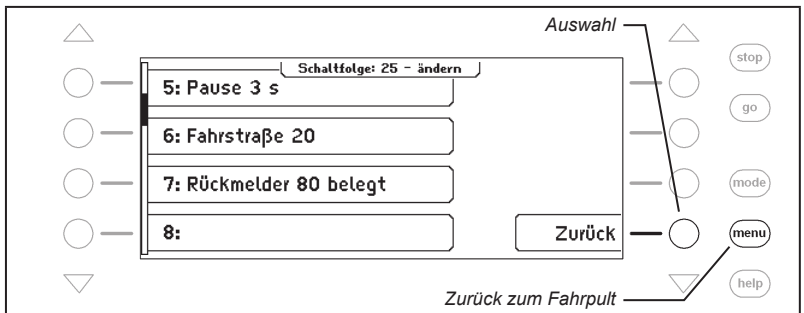 Auswahl
stop
Schaltfolge: 25 - ändern
5: Pause 3 s
go
6: Fahrstraße 20
7: Rückmelder 80 belegt
mode
8:
Zurück
menu
help
Zurück zum Fahrpult